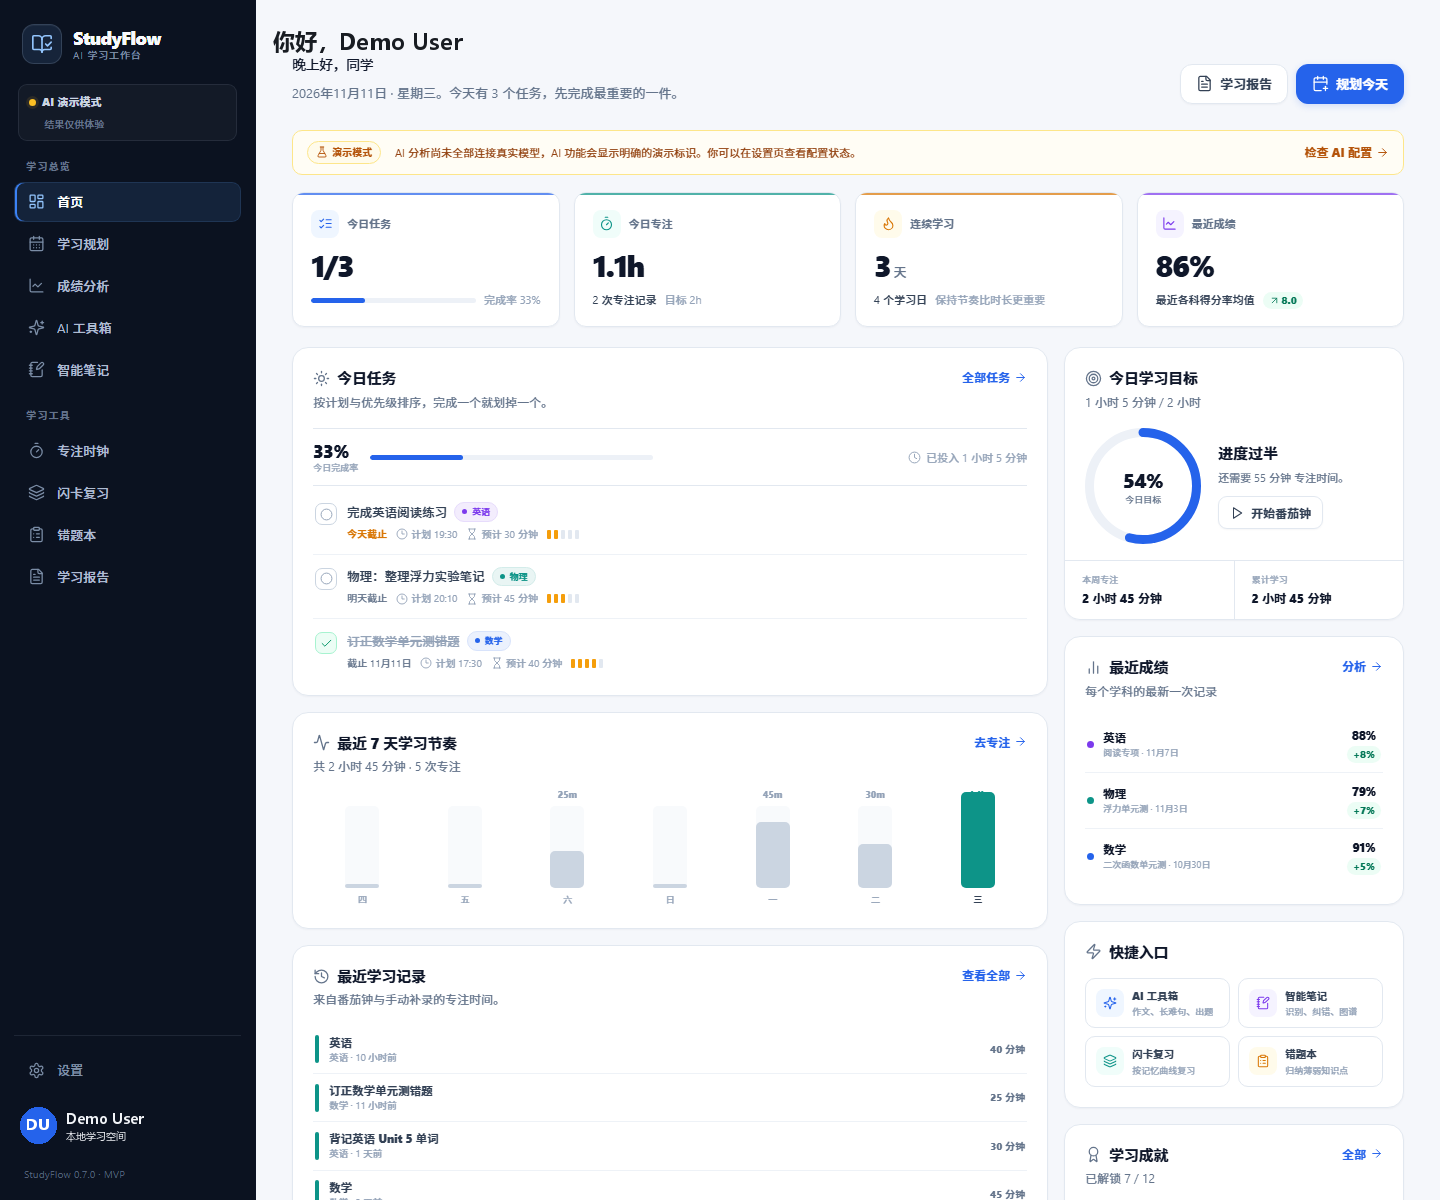 StudyFlow
AI 学习工作台
AI 演示模式
结果仅供体验
学习总览
首页
学习规划
成绩分析
AI 工具箱
智能笔记
学习工具
专注时钟
闪卡复习
错题本
学习报告
设置
DU
Demo User
本地学习空间
StudyFlow 0.7.0 · MVP
你好，Demo User
晚上好，同学
2026年11月11日 · 星期三。今天有 3 个任务，先完成最重要的一件。
学习报告
规划今天
演示模式 AI 分析尚未全部连接真实模型，AI 功能会显示明确的演示标识。你可以在设置页查看配置状态。 检查 AI 配置
今日任务
1/3
完成率 33%
今日专注
1.1h
2 次专注记录 目标 2h
连续学习
3 天
4 个学习日 保持节奏比时长更重要
最近成绩
86%
最近各科得分率均值 8.0
今日任务 全部任务
按计划与优先级排序，完成一个就划掉一个。
33%
今日完成率
已投入 1 小时 5 分钟
完成英语阅读练习 英语
今天截止 计划 19:30 预计 30 分钟
物理：整理浮力实验笔记 物理
明天截止 计划 20:10 预计 45 分钟
订正数学单元测错题 数学
截止 11月11日 计划 17:30 预计 40 分钟
最近 7 天学习节奏 去专注
共 2 小时 45 分钟 · 5 次专注
25m 45m 30m
四 五 六 日 一 二 三
最近学习记录 查看全部
来自番茄钟与手动补录的专注时间。
英语
英语 · 10 小时前
40 分钟
订正数学单元测错题
数学 · 11 小时前
25 分钟
背记英语 Unit 5 单词
英语 · 1 天前
30 分钟
数学
45 分钟
今日学习目标
1 小时 5 分钟 / 2 小时
54%
今日目标
进度过半
还需要 55 分钟 专注时间。
开始番茄钟
本周专注
2 小时 45 分钟
累计学习
2 小时 45 分钟
最近成绩 分析
每个学科的最新一次记录
英语 88%
阅读专项 · 11月7日 +8%
物理 79%
浮力单元测 · 11月3日 +7%
数学 91%
二次函数单元测 · 10月30日 +5%
快捷入口
AI 工具箱
作文、长难句、出题
智能笔记
识别、纠错、图谱
闪卡复习
按记忆曲线复习
错题本
归纳薄弱知识点
学习成就 全部
已解锁 7 / 12